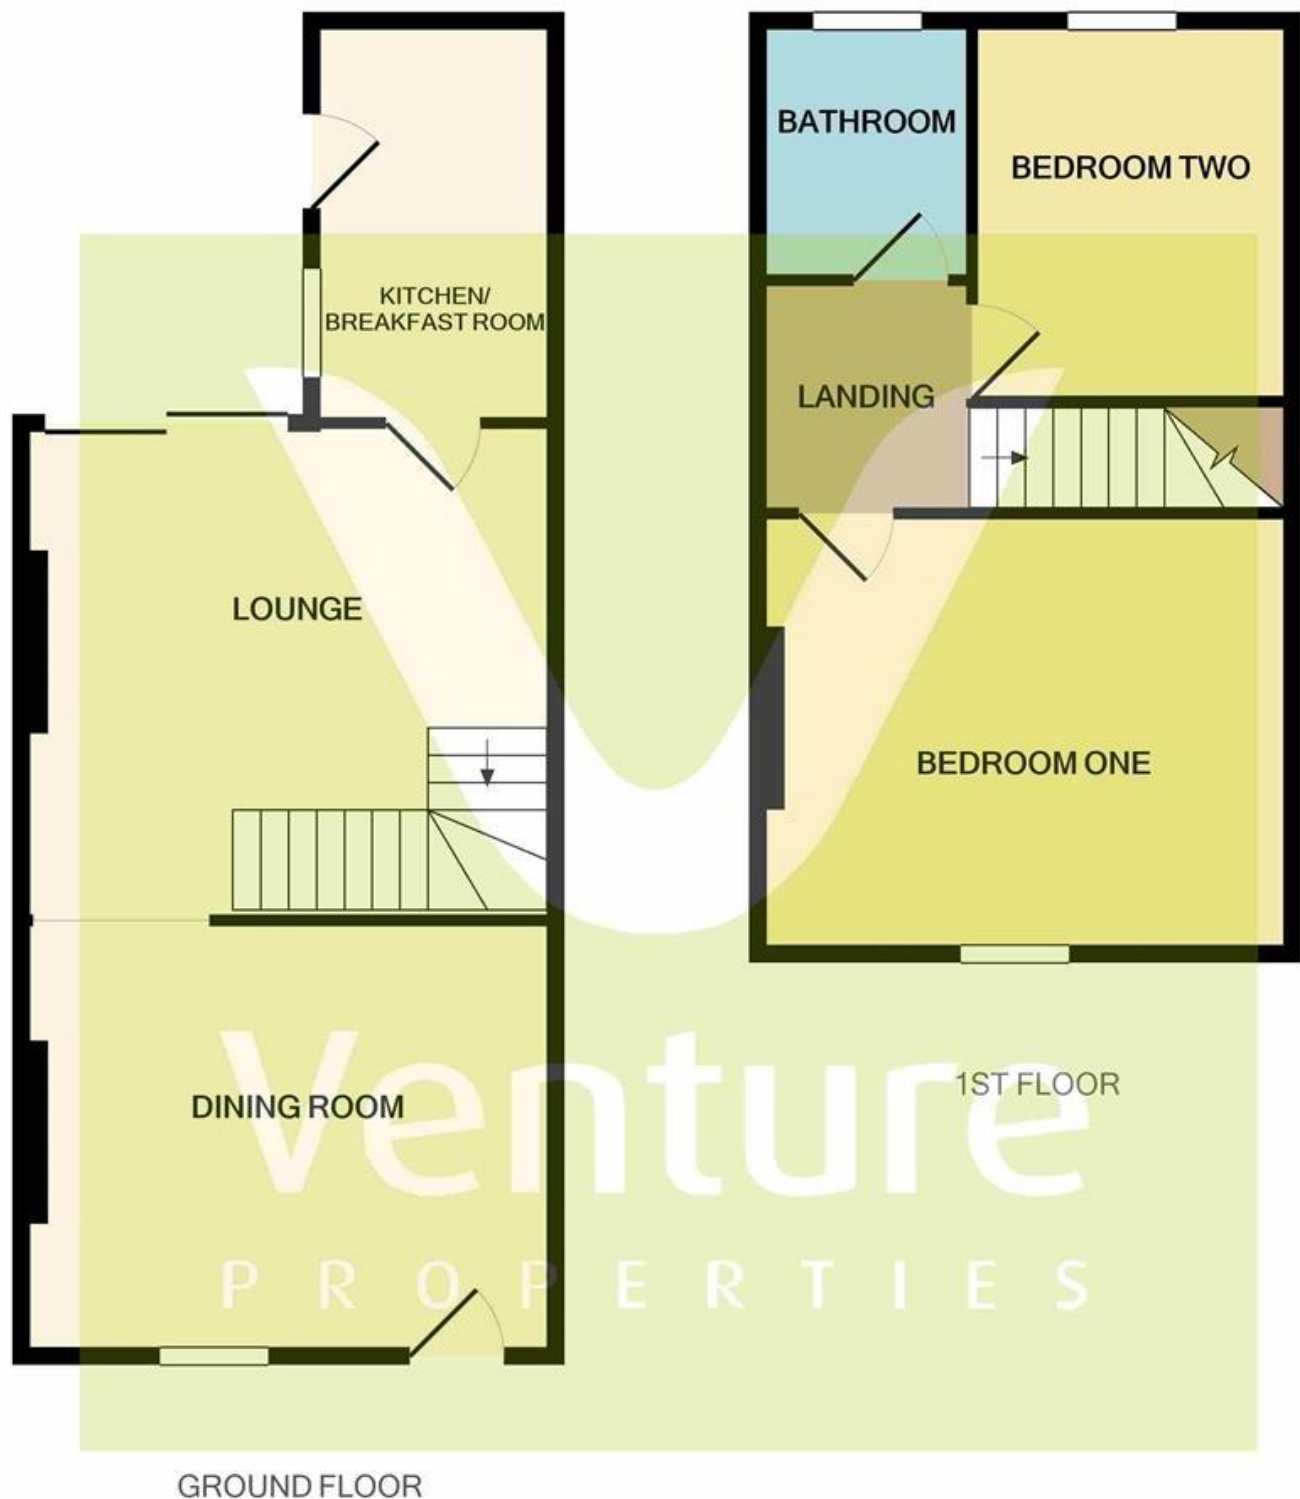 KITCHEN/
BREAKFAST ROOM
LOUNGE
DINING ROOM
GROUND FLOOR
BATHROOM
BEDROOM TWO
LANDING
BEDROOM ONE
1ST FLOOR
Venture
PROPERTIES